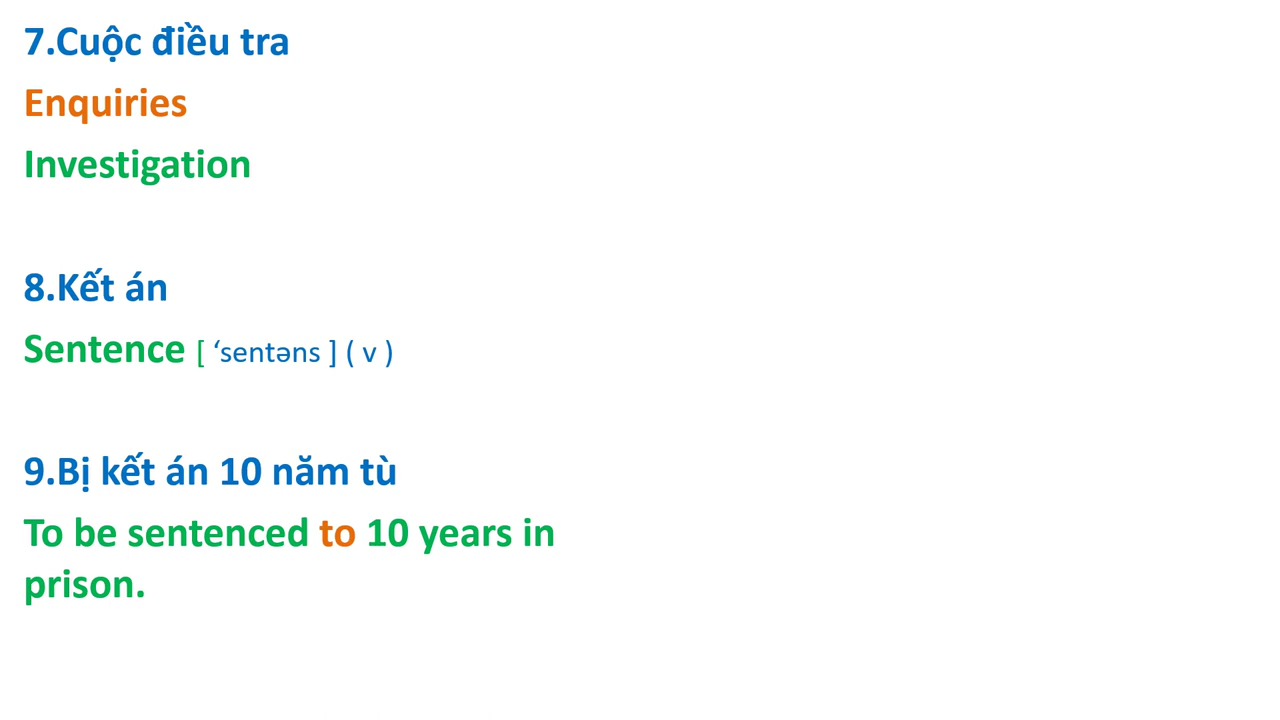 7.Cuộc điều tra
Enquiries
Investigation
8.Kết án
Sentence [ ‘sentəns ] ( v )
9.Bị kết án 10 năm tù
To be sentenced to 10 years in
prison.